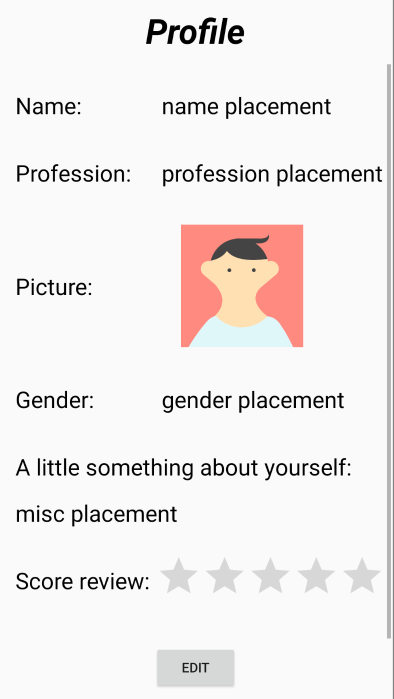 Profile
Name: name placement
Profession: profession placement
Picture:
Gender: gender placement
A little something about yourself:
misc placement
Score review:
EDIT